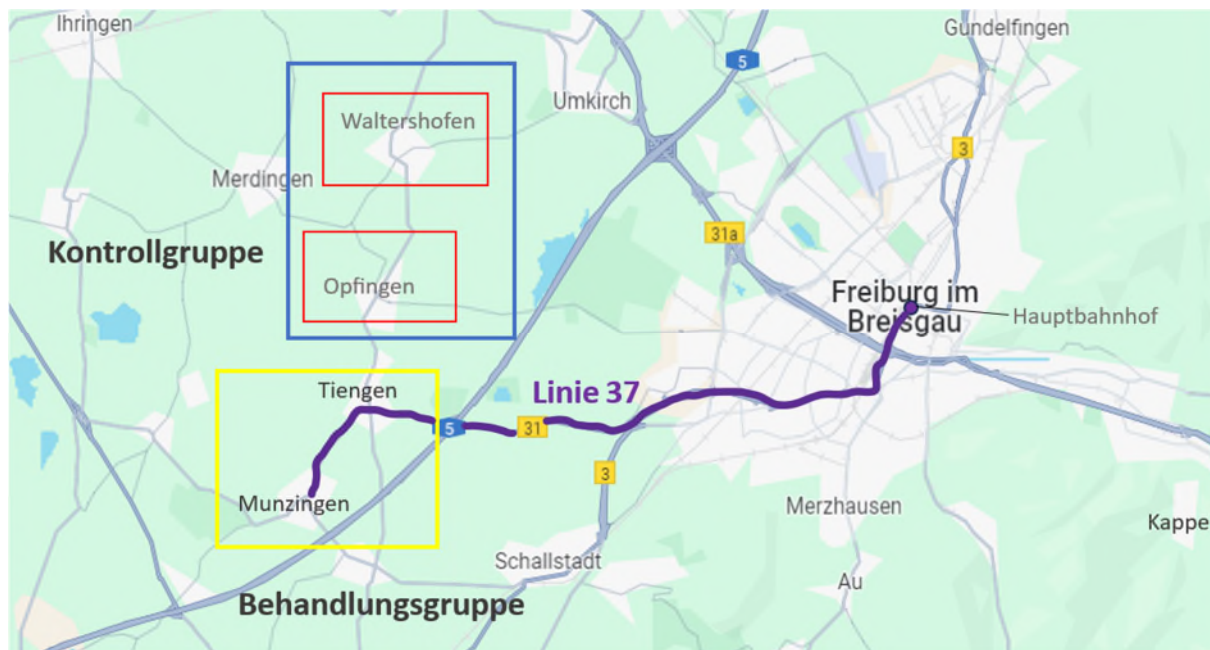 Ihringen
Gundelfingen
5
Umkirch
Waltershofen
3
Merdingen
31a
Kontrollgruppe
Opfingen
Freiburg im
Breisgau
Hauptbahnhof
Tiengen
Linie 37
5
31
3
Munzingen
Merzhausen
Kappe
Schallstadt
Au
Behandlungsgruppe